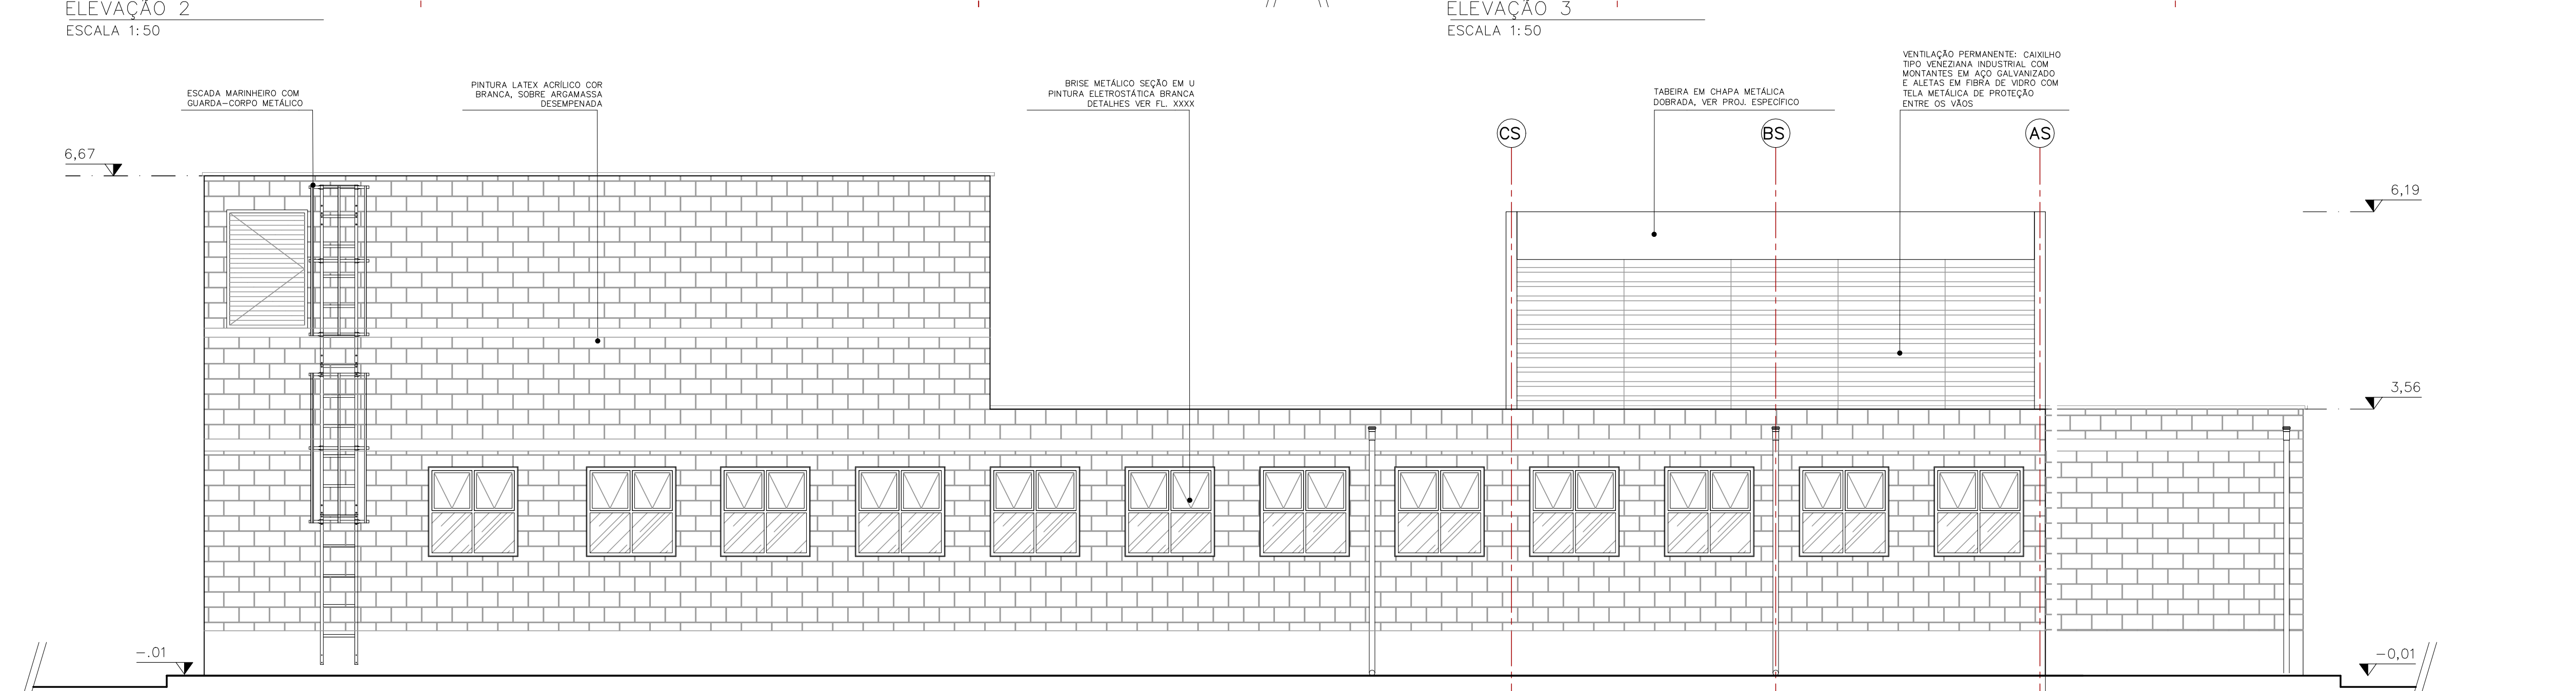 ELEVAÇÃO 2
ESCALA 1:50
ELEVAÇÃO 3
ESCALA 1:50
ESCADA MARINHEIRO COM
GUARDA-CORPO METÁLICO
PINTURA LATEX ACRÍLICO COR
BRANCA, SOBRE ARGAMASSA
DESEMPENADA
BRISE METÁLICO SEÇÃO EM U
PINTURA ELETROSTÁTICA BRANCA
DETALHES VER FL. XXXX
TABEIRA EM CHAPA METÁLICA
DOBRADA, VER PROJ. ESPECÍFICO
VENTILAÇÃO PERMANENTE: CAIXILHO
TIPO VENEZIANA INDUSTRIAL COM
MONTANTES EM AÇO GALVANIZADO
E ALETAS EM FIBRA DE VIDRO COM
TELA METÁLICA DE PROTEÇÃO
ENTRE OS VÃOS
CS
BS
AS
6,67
6,19
3,56
-.01
-0,01